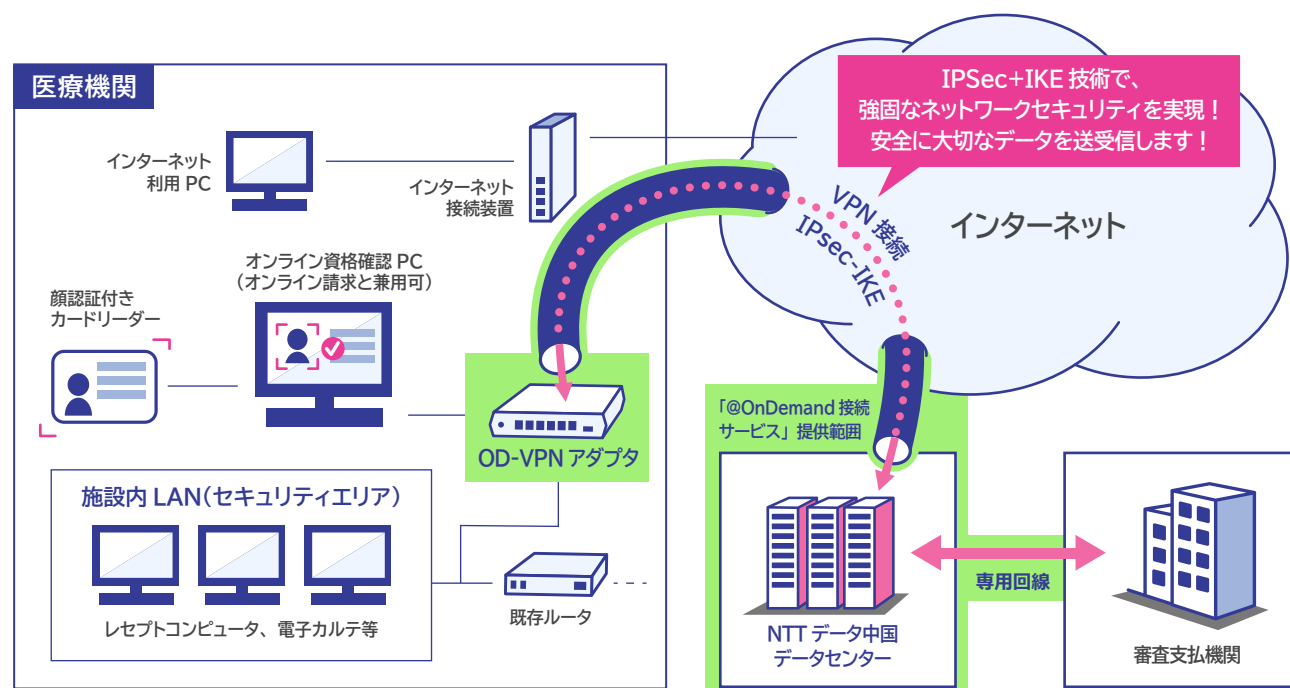 医療機関
インターネット
利用 PC
インターネット
接続装置
IPSec+IKE 技術で、
強固なネットワークセキュリティを実現！
安全に大切なデータを送受信します！
VPN 接続
IPsec-IKE
インターネット
オンライン資格確認 PC
（オンライン請求と兼用可）
顔認証付き
カードリーダー
OD-VPN アダプタ
「@OnDemand 接続
サービス」提供範囲
施設内 LAN（セキュリティエリア）
レセプトコンピュータ、電子カルテ等
既存ルータ
NTT データ中国
データセンター
専用回線
審査支払機関